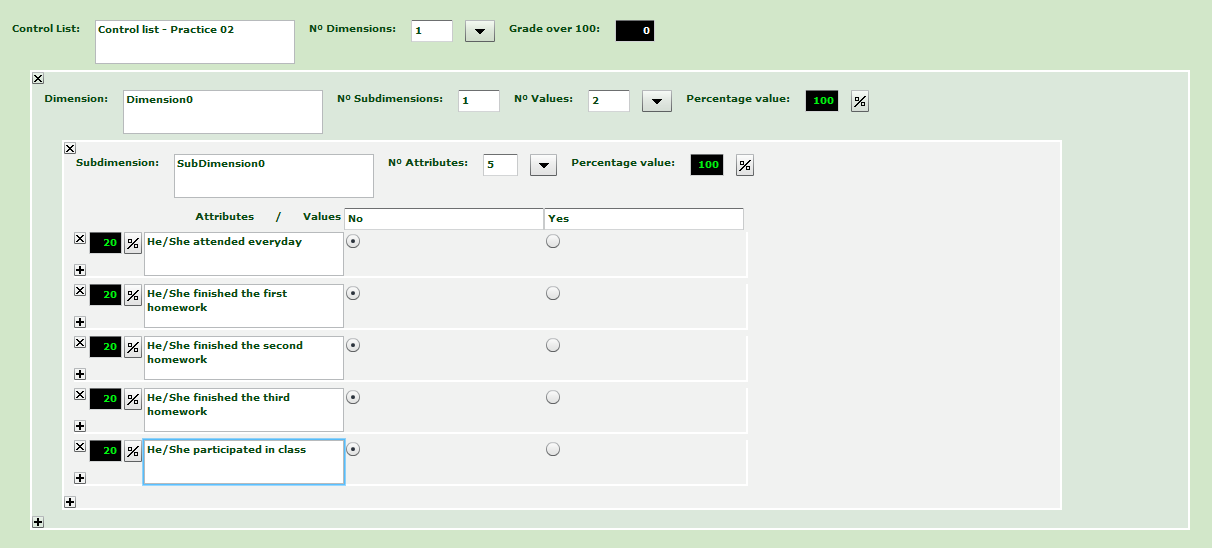 Control List: Control list - Practice 02 Nº Dimensions: 1 Grade over 100: 0
Dimension: Dimension0 Nº Subdimensions: 1 Nº Values: 2 Percentage value: 100 %
Subdimension: SubDimension0 Nº Attributes: 5 Percentage value: 100 %
Attributes / Values No Yes
20 % He/She attended everyday
20 % He/She finished the first
homework
20 % He/She finished the second
homework
20 % He/She finished the third
homework
20 % He/She participated in class